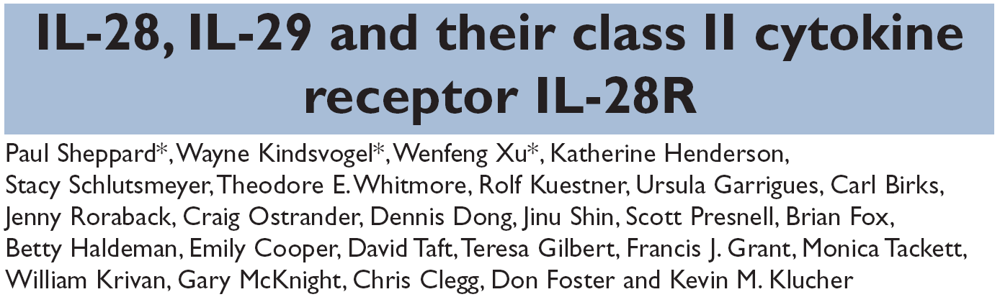 IL-28, IL-29 and their class II cytokine
receptor IL-28R
Paul Sheppard*, Wayne Kindsvogel*, Wenfeng Xu*, Katherine Henderson,
Stacy Schlutsmeyer, Theodore E. Whitmore, Rolf Kuestner, Ursula Garrigues, Carl Birks,
Jenny Roraback, Craig Ostrander, Dennis Dong, Jinu Shin, Scott Presnell, Brian Fox,
Betty Haldeman, Emily Cooper, David Taft, Teresa Gilbert, Francis J. Grant, Monica Tackett,
William Krivan, Gary McKnight, Chris Clegg, Don Foster and Kevin M. Klucher